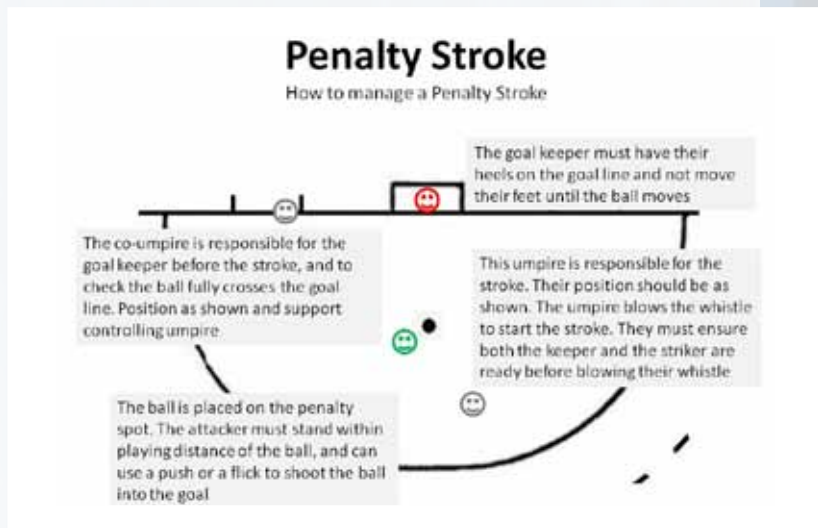 Penalty Stroke
How to manage a Penalty Stroke
The goal keeper must have their
heels on the goal line and not move
their feet until the ball moves
The co-umpire is responsible for the
goal keeper before the stroke, and to
check the ball fully crosses the goal
line. Position as shown and support
controlling umpire
This umpire is responsible for the
stroke. Their position should be as
shown. The umpire blows the whistle
to start the stroke. They must ensure
both the keeper and the striker are
ready before blowing their whistle
The ball is placed on the penalty
spot. The attacker must stand within
playing distance of the ball, and can
use a push or a flick to shoot the ball
into the goal